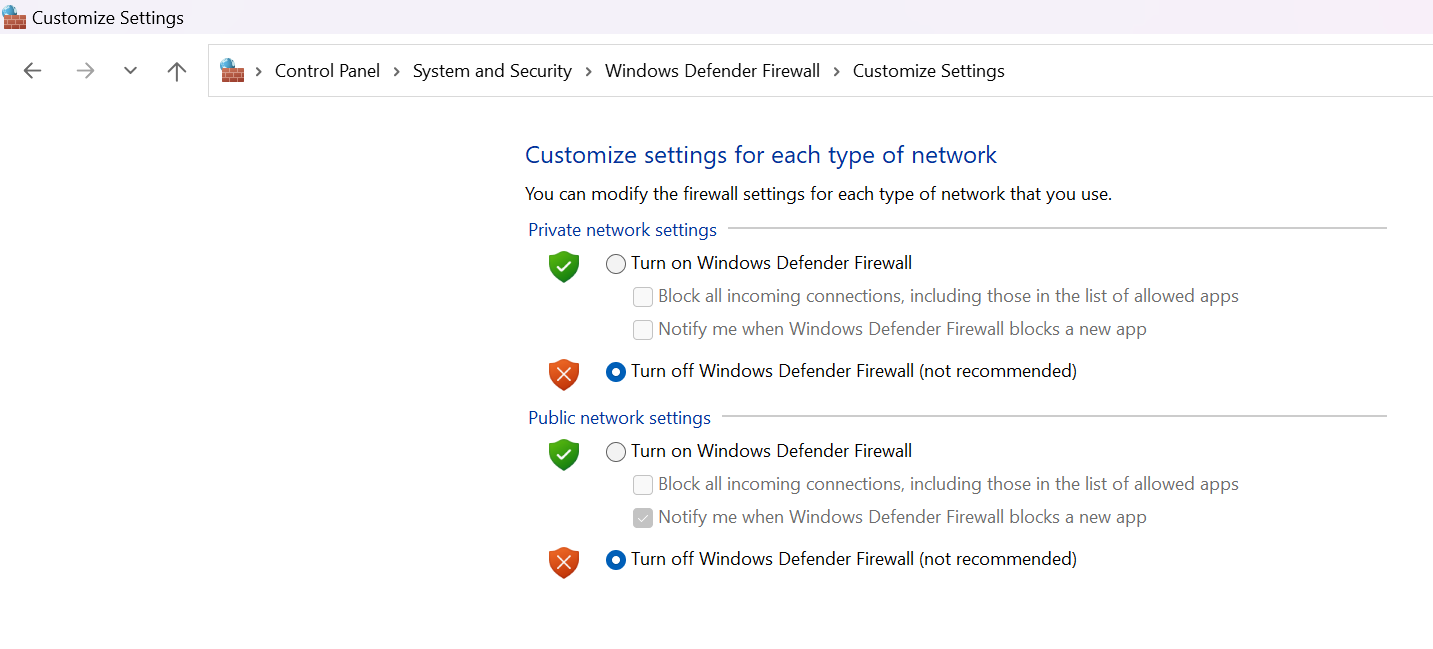 Customize Settings
Control Panel > System and Security > Windows Defender Firewall > Customize Settings
Customize settings for each type of network
You can modify the firewall settings for each type of network that you use.
Private network settings
Turn on Windows Defender Firewall
Block all incoming connections, including those in the list of allowed apps
Notify me when Windows Defender Firewall blocks a new app
Turn off Windows Defender Firewall (not recommended)
Public network settings
Turn on Windows Defender Firewall
Block all incoming connections, including those in the list of allowed apps
Notify me when Windows Defender Firewall blocks a new app
Turn off Windows Defender Firewall (not recommended)